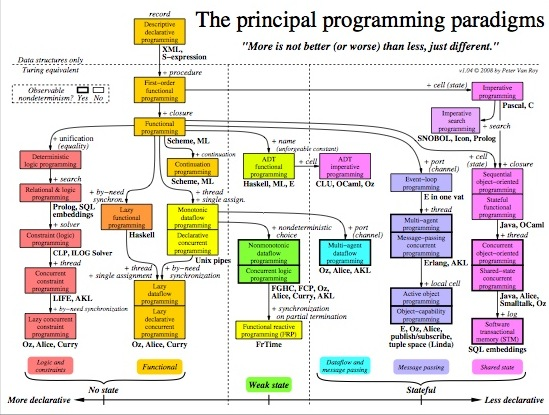 record
The principal programming paradigms
Descriptive
declarative
programming
"More is not better (or worse) than less, just different."
XML,
S-expression
Data structures only
Turing equivalent
+ procedure
v1.04 © 2008 by Peter Van Roy
Observable
nondeterminism? Yes No
First-order
functional
programming
+ cell (state)
Imperative
programming
Pascal, C
+ closure
Imperative
search
programming
+ search
SNOBOL, Icon, Prolog
Functional
programming
Scheme, ML
+ unification
(equality)
+ continuation
+ name
(unforgeable constant)
+ cell
+ port
(channel)
+ cell
(state)
+ closure
Deterministic
logic programming
Continuation
programming
Scheme, ML
ADT
functional
programming
Haskell, ML, E
ADT
imperative
programming
CLU, OCaml, Oz
Event-loop
programming
E in one vat
Sequential
object-oriented
programming
Stateful
functional
programming
Java, OCaml
+ search
Relational & logic
programming
Prolog, SQL
embeddings
+ by-need
synchron.
+ thread
+ single assign.
Lazy
functional
programming
Haskell
Monotonic
dataflow
programming
Declarative
concurrent
programming
Unix pipes
+ nondeterministic
choice
+ port
(channel)
+ thread
Multi-agent
programming
Message-passing
concurrent
programming
Erlang, AKL
+ thread
Concurrent
object-oriented
programming
Shared-state
concurrent
programming
Java, Alice,
Smalltalk, Oz
+ solver
Constraint (logic)
programming
CLP, ILOG Solver
Nonmonotonic
dataflow
programming
Concurrent logic
programming
FGHC, FCP, Oz,
Alice, Curry, AKL
Multi-agent
dataflow
programming
Oz, Alice, AKL
+ thread
Concurrent
constraint
programming
LIFE, AKL
+ thread
+ single assignment
+ by-need
synchronization
Lazy
dataflow
programming
Lazy
declarative
concurrent
programming
Oz, Alice, Curry
+ local cell
Active object
programming
Object-capability
programming
E, Oz, Alice,
publish/subscribe,
tuple space (Linda)
+ log
Software
transactional
memory (STM)
SQL embeddings
+ by-need synchronization
Lazy concurrent
constraint
programming
Oz, Alice, Curry
+ synchronization
on partial termination
Functional reactive
programming (FRP)
FrTime
Logic and
constraints
Functional
Dataflow and
message passing
Message passing
Shared state
No state
Weak state
Stateful
More declarative
Less declarative